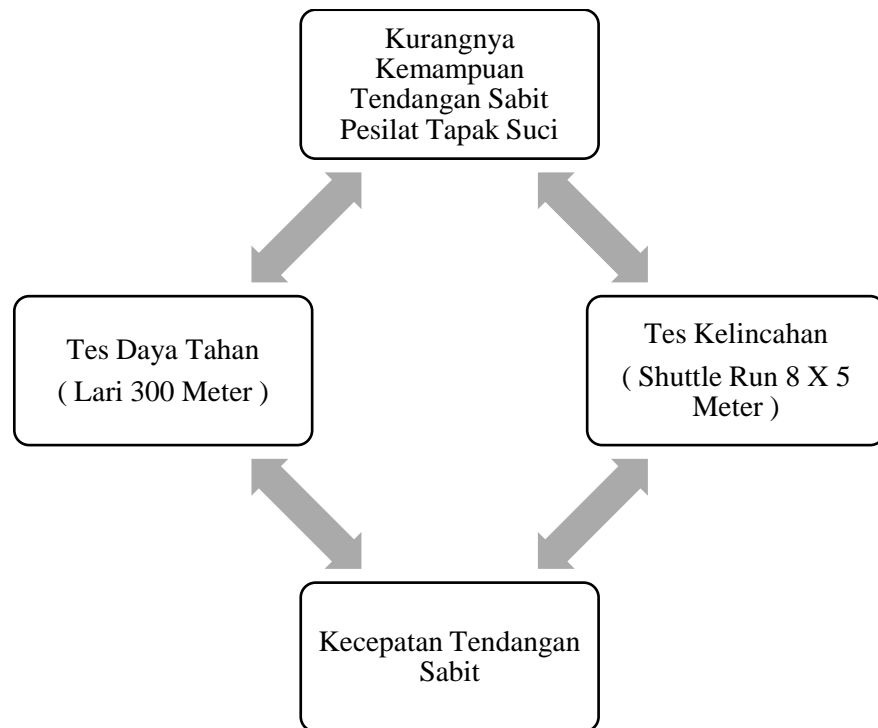 Kurangnya
Kemampuan
Tendangan Sabit
Pesilat Tapak Suci
Tes Daya Tahan
( Lari 300 Meter )
Tes Kelincahan
( Shuttle Run 8 X 5
Meter )
Kecepatan Tendangan
Sabit